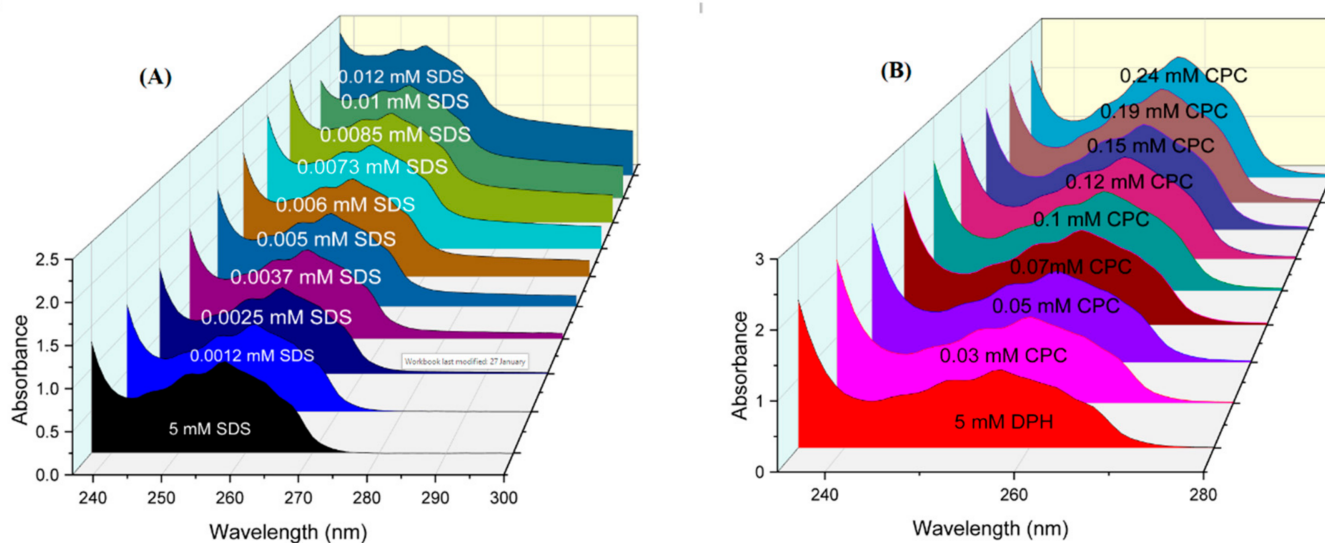 (A)
0.012 mM SDS
0.01 mM SDS
0.0085 mM SDS
0.0073 mM SDS
0.006 mM SDS
0.005 mM SDS
0.0037 mM SDS
0.0025 mM SDS
0.0012 mM SDS
5 mM SDS
Workbook last modified: 27 January
2.5
2.0
1.5
1.0
0.5
0.0
Absorbance
240 250 260 270 280 290 300
Wavelength (nm)
(B)
0.24 mM CPC
0.19 mM CPC
0.15 mM CPC
0.12 mM CPC
0.1 mM CPC
0.07mM CPC
0.05 mM CPC
0.03 mM CPC
5 mM DPH
3
2
1
0
Absorbance
240 260 280
Wavelength (nm)